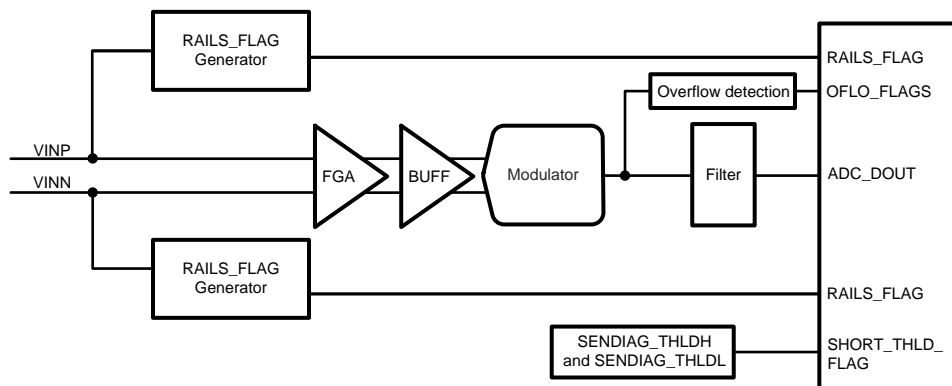 RAILS_FLAG
Generator
RAILS_FLAG
Overflow detection
OFLO_FLAGS
VINP
FGA
BUFF
Modulator
Filter
ADC_DOUT
VINN
RAILS_FLAG
Generator
RAILS_FLAG
SENDIAG_THLDH
and SENDIAG_THLDL
SHORT_THLD_
FLAG